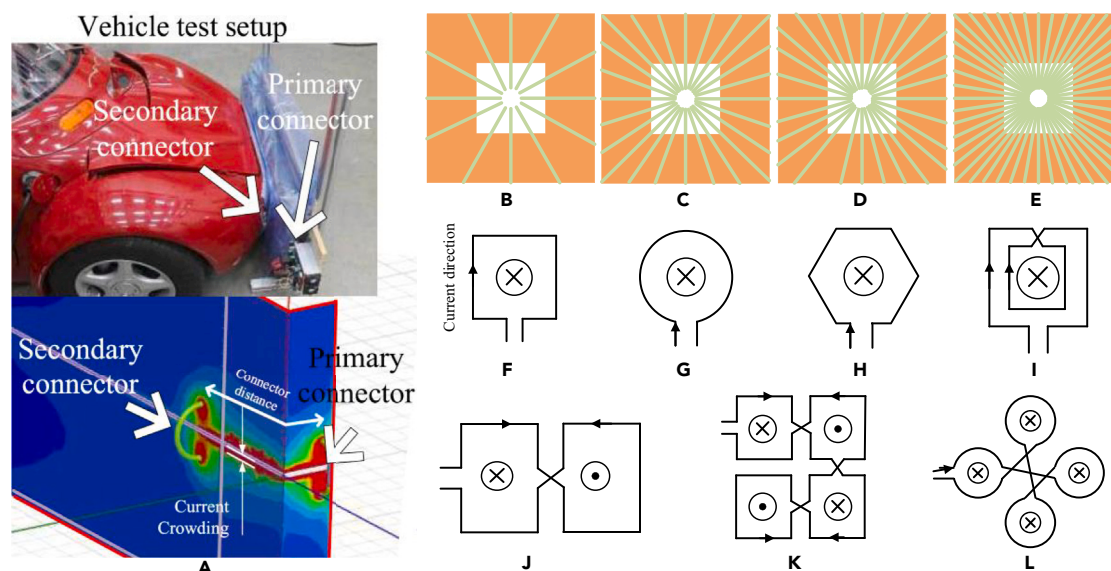 Vehicle test setup
Primary
connector
Secondary
connector
Secondary
connector
Primary
connector
Connector
distance
Current
Crowding
A
B
C
D
E
Current direction
F
G
H
I
J
K
L